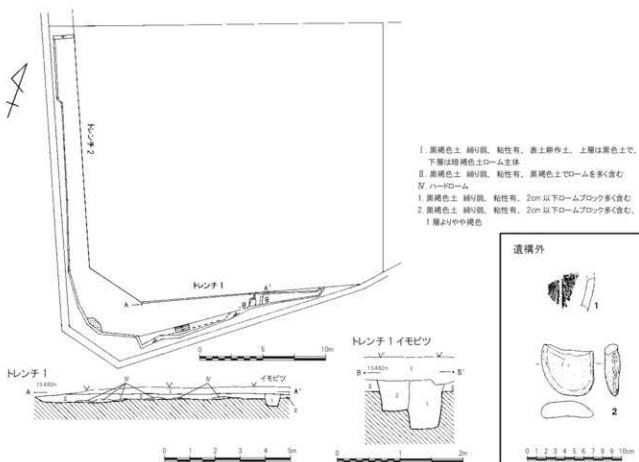 トレンチ 2
トレンチ 1
A
A'
0 5 10m
Ⅰ. 黒褐色土 締り弱、 粘性有、 表土耕作土、 上層は黒色土で、
下層は暗褐色土ローム主体
Ⅱ. 黒褐色土 締り弱、 粘性有、 黒褐色土でロームを多く含む
Ⅳ. ハードローム
1. 黒褐色土 締り弱、 粘性有、 2cm 以下ロームブロック多く含む
2. 黒褐色土 締り弱、 粘性有、 2cm 以下ロームブロック多く含む、
1 層よりやや褐色
遺構外
1
2
0 1 2 3 4 5 6 7 8 9 10cm
トレンチ 1
A 13.482m Ⅳ Ⅰ Ⅳ イモビツ A'
1
0 1 2 3 4 5m
トレンチ 1 イモビツ
B 13.482m Ⅰ B'
2
1
0 1 2m